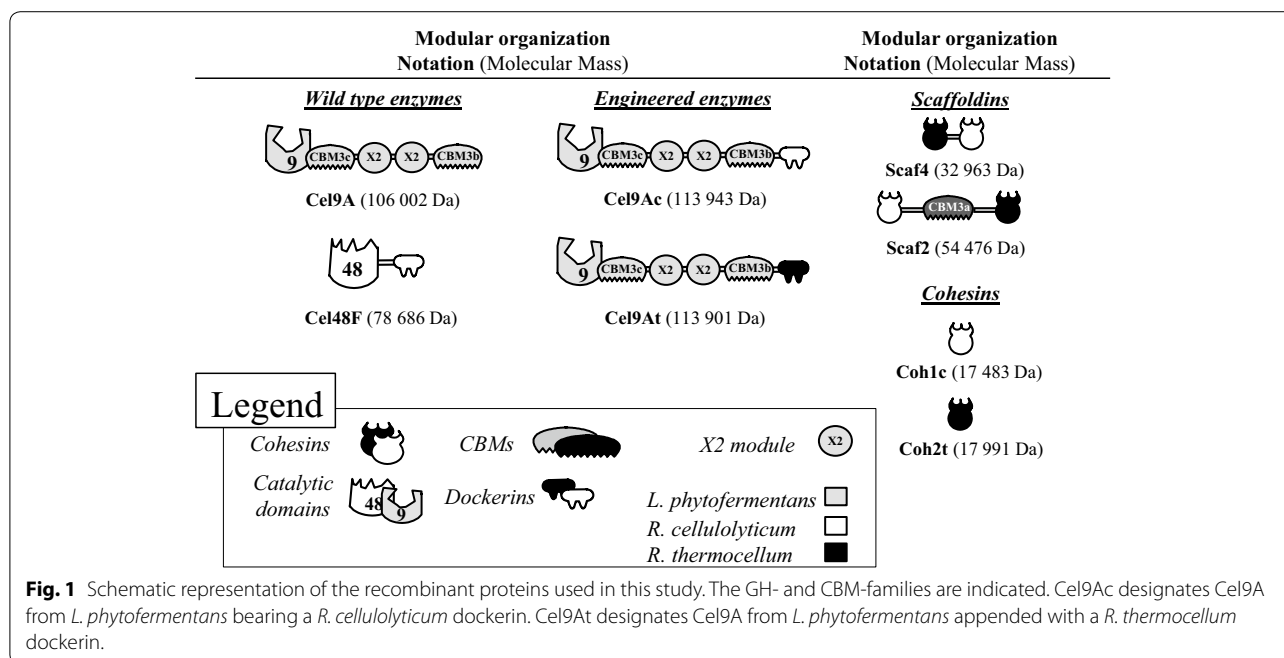 Modular organization
Notation (Molecular Mass)
Modular organization
Notation (Molecular Mass)
Wild type enzymes
9 CBM3c X2 X2 CBM3b
Cel9A (106 002 Da)
48
Cel48F (78 686 Da)
Engineered enzymes
9 CBM3c X2 X2 CBM3b
Cel9Ac (113 943 Da)
9 CBM3c X2 X2 CBM3b
Cel9At (113 901 Da)
Scaffoldins
Scaf4 (32 963 Da)
CBM3a
Scaf2 (54 476 Da)
Cohesins
Coh1c (17 483 Da)
Coh2t (17 991 Da)
Legend
Cohesins
CBMs
X2 module
X2
Catalytic
domains
48 9
Dockerins
L. phytofermentans
R. cellulolyticum
R. thermocellum
Fig. 1 Schematic representation of the recombinant proteins used in this study. The GH- and CBM-families are indicated. Cel9Ac designates Cel9A
from L. phytofermentans bearing a R. cellulolyticum dockerin. Cel9At designates Cel9A from L. phytofermentans appended with a R. thermocellum
dockerin.